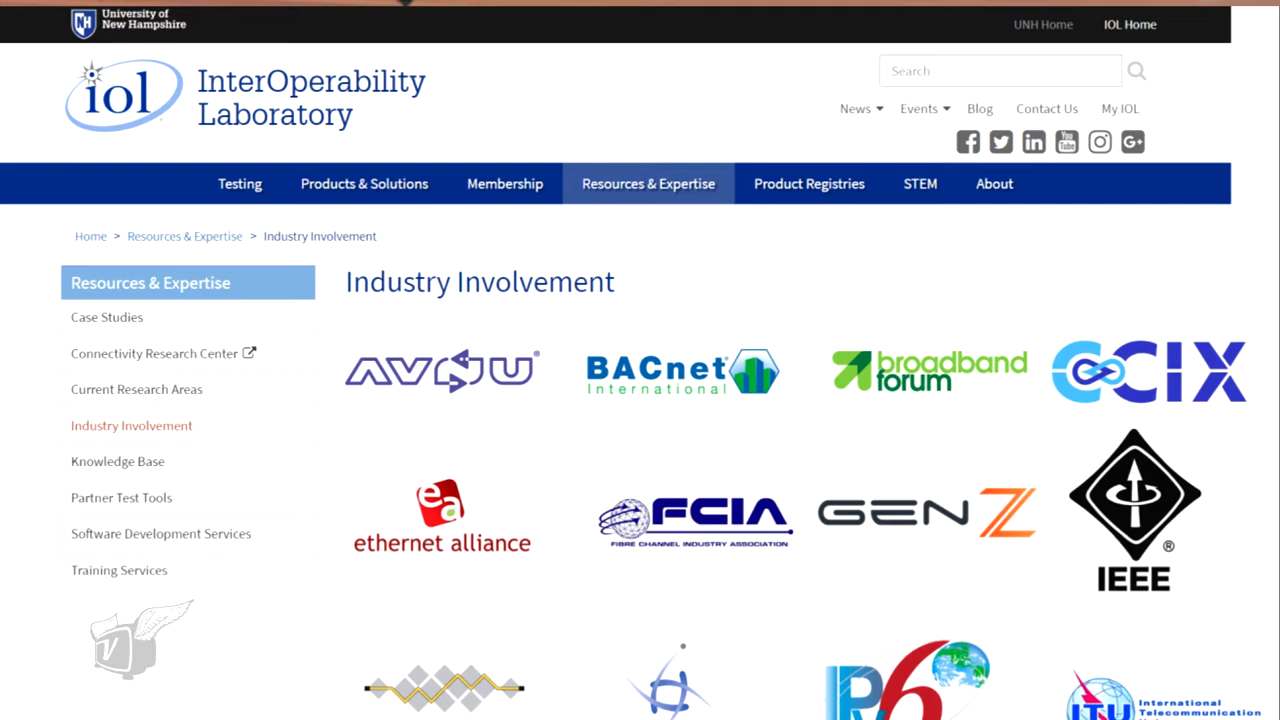 University of
New Hampshire
UNH Home
IOL Home
iol
InterOperability
Laboratory
Search
News
Events
Blog
Contact Us
My IOL
You
Tube
Testing
Products & Solutions
Membership
Resources & Expertise
Product Registries
STEM
About
Home > Resources & Expertise > Industry Involvement
Resources & Expertise
Case Studies
Connectivity Research Center
Current Research Areas
Industry Involvement
Knowledge Base
Partner Test Tools
Software Development Services
Training Services
V
Industry Involvement
AVNU®
BACnet®
International
broadband
forum
CCIX
ea
ethernet alliance
FCIA
FIBRE CHANNEL INDUSTRY ASSOCIATION
GEN Z
®
IEEE
IPv6
ITU
International
Telecommunication